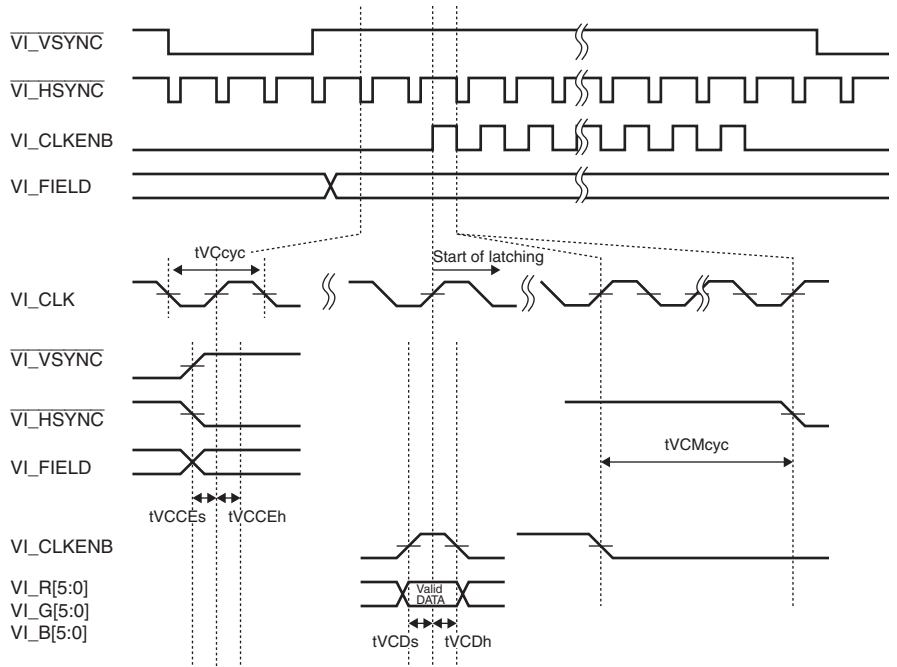 VI_VSYNC
VI_HSYNC
VI_CLKENB
VI_FIELD
tVCcyc
Start of latching
VI_CLK
VI_VSYNC
VI_HSYNC
tVCMcyc
VI_FIELD
tVCCEs
tVCCEh
VI_CLKENB
VI_R[5:0]
Valid
DATA
VI_G[5:0]
VI_B[5:0]
tVCDs
tVCDh